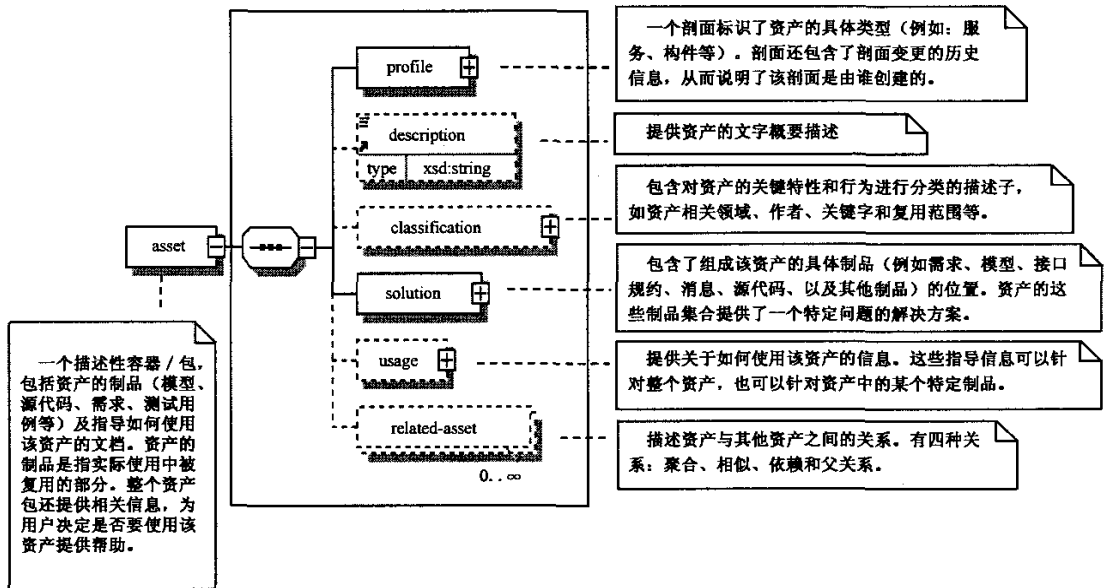 一个剖面标识了资产的具体类型（例如：服
务、构件等）。剖面还包含了剖面变更的历史
信息，从而说明了该剖面是由谁创建的。
profile
提供资产的文字概要描述
description
type xsd:string
包含对资产的关键特性和行为进行分类的描述子，
如资产相关领域、作者、关键字和复用范围等。
classification
asset
包含了组成该资产的具体制品（例如需求、模型、接口
规约、消息、源代码、以及其他制品）的位置。资产的这
些制品集合提供了一个特定问题的解决方案。
solution
提供关于如何使用该资产的信息。这些指导信息可以针
对整个资产，也可以针对资产中的某个特定制品。
usage
related-asset
0..∞
描述资产与其他资产之间的关系。有四种关
系：聚合、相似、依赖和父关系。
一个描述性容器/包，
包括资产的制品（模型、
源代码、需求、测试用
例等）及指导如何使用
该资产的文档。资产的
制品是指实际使用中被
复用的部分。整个资产
包还提供相关信息，为
用户决定是否要使用该
资产提供帮助。